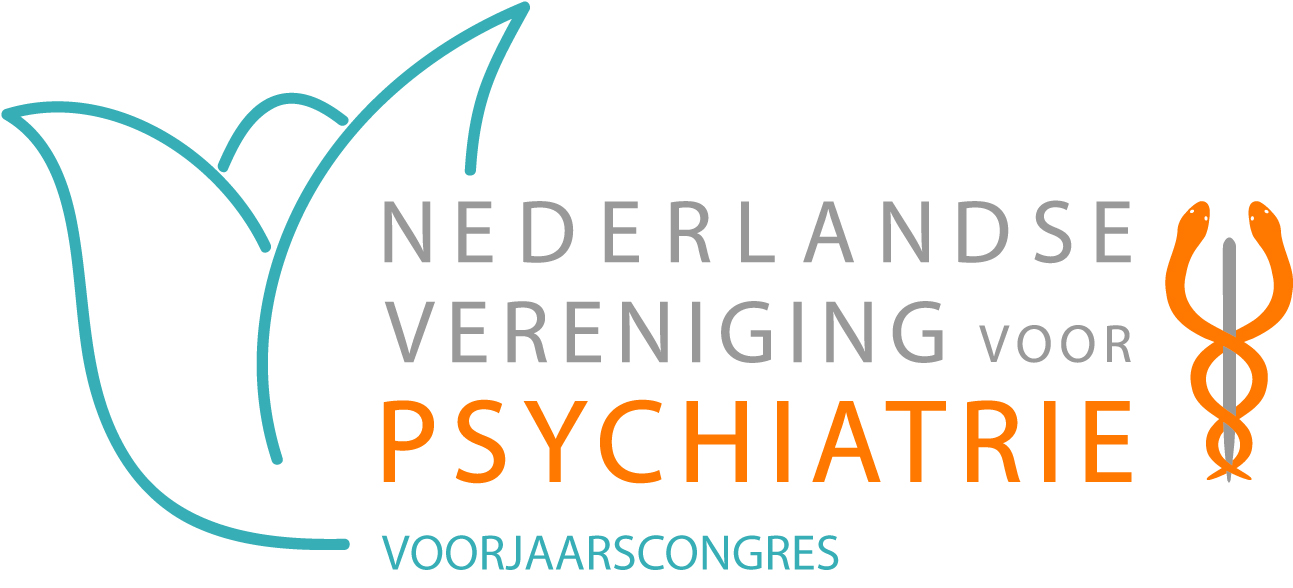 NEDERLANDSE
VERENIGING VOOR
PSYCHIATRIE
VOORJAARSCONGRES